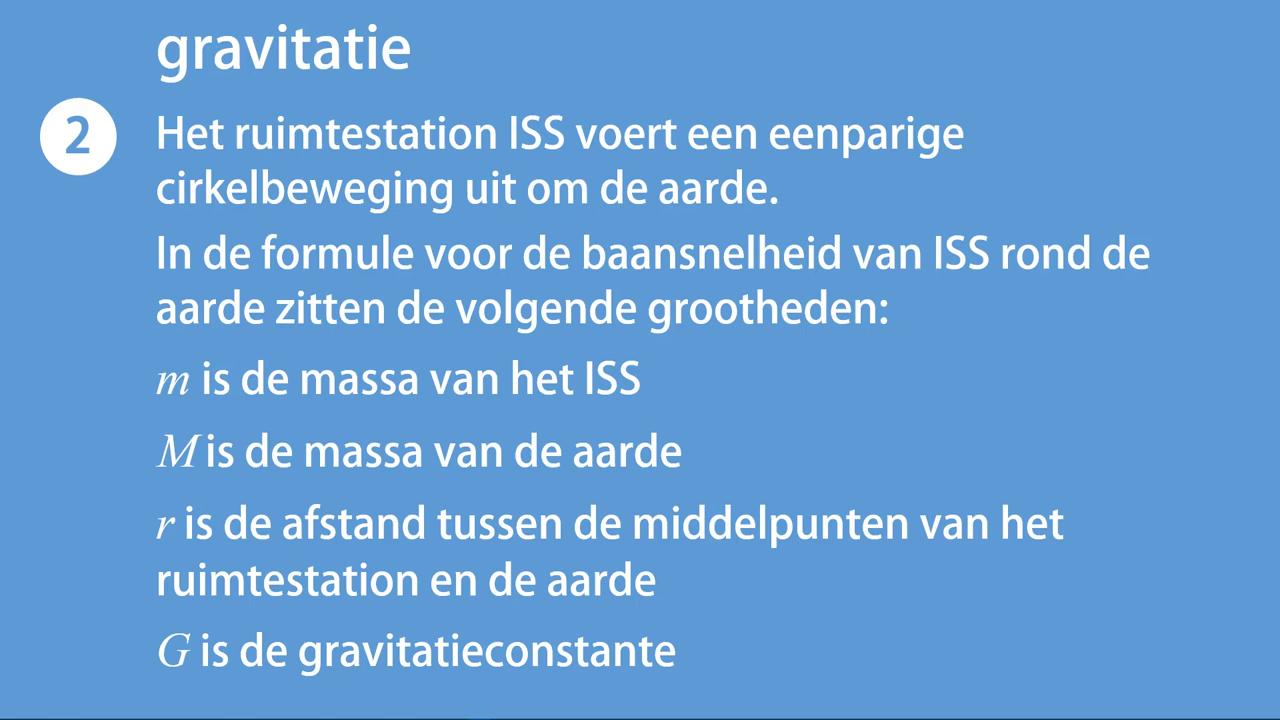 gravitatie
2
Het ruimtestation ISS voert een eenparige
cirkelbeweging uit om de aarde.
In de formule voor de baansnelheid van ISS rond de
aarde zitten de volgende grootheden:
m is de massa van het ISS
M is de massa van de aarde
r is de afstand tussen de middelpunten van het
ruimtestation en de aarde
G is de gravitatieconstante